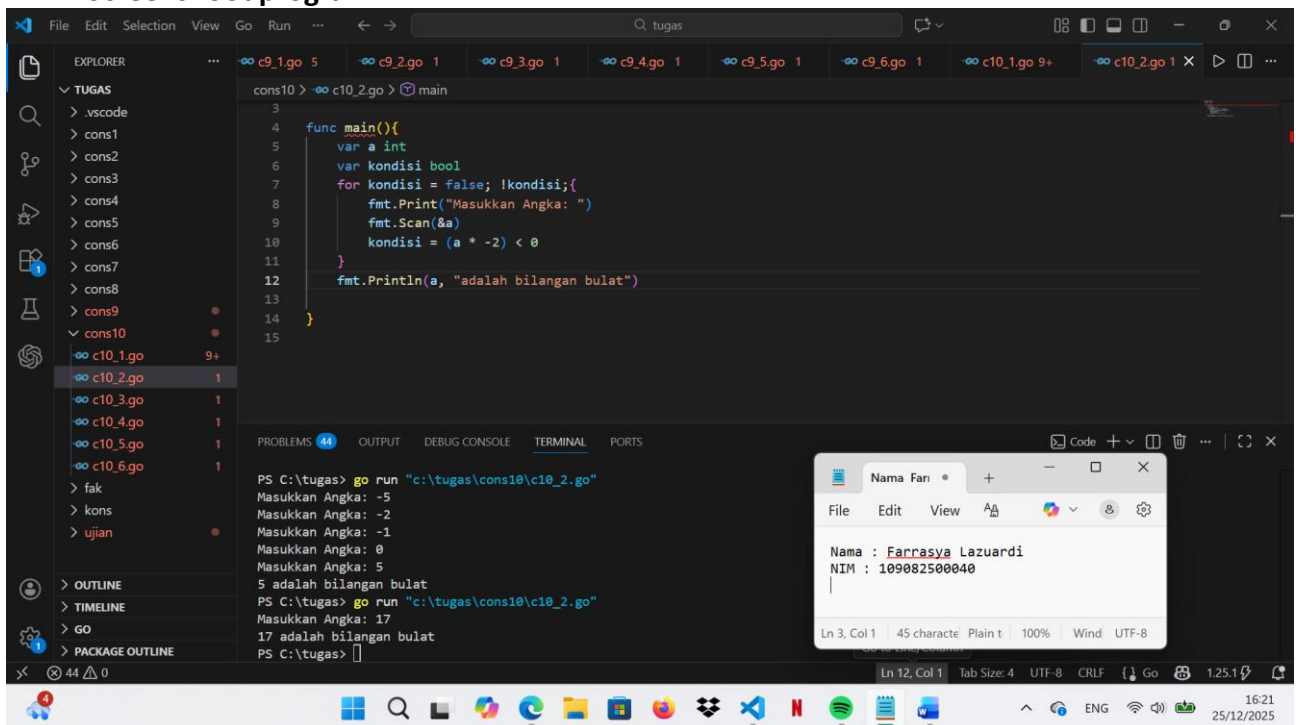 File Edit Selection View Go Run ... tugas
EXPLORER ... c9_1.go 5 c9_2.go 1 c9_3.go 1 c9_4.go 1 c9_5.go 1 c9_6.go 1 c10_1.go 9+ c10_2.go 1
TUGAS
.vscode
cons1
cons2
cons3
cons4
cons5
cons6
cons7
cons8
cons9
cons10
c10_1.go 9+
c10_2.go 1
c10_3.go 1
c10_4.go 1
c10_5.go 1
c10_6.go 1
fak
kons
ujian
OUTLINE
TIMELINE
GO
PACKAGE OUTLINE
cons10 > c10_2.go > main
3
4 func main(){
5 var a int
6 var kondisi bool
7 for kondisi = false; !kondisi;{
8 fmt.Print("Masukkan Angka: ")
9 fmt.Scan(&a)
10 kondisi = (a * -2) < 0
11 }
12 fmt.Println(a, "adalah bilangan bulat")
13
14 }
15
PROBLEMS 44 OUTPUT DEBUG CONSOLE TERMINAL PORTS Code
PS C:\tugas> go run "c:\tugas\cons10\c10_2.go"
Masukkan Angka: -5
Masukkan Angka: -2
Masukkan Angka: -1
Masukkan Angka: 0
Masukkan Angka: 5
5 adalah bilangan bulat
PS C:\tugas> go run "c:\tugas\cons10\c10_2.go"
Masukkan Angka: 17
17 adalah bilangan bulat
PS C:\tugas>
Nama Farr
File Edit View
Nama : Farrasya Lazuardi
NIM : 109082500040
Ln 3, Col 1 45 characte Plain t 100% Wind UTF-8
44 0 Ln 12, Col 1 Tab Size: 4 UTF-8 CRLF Go 1.25.1
4 ENG 16:21
25/12/2025